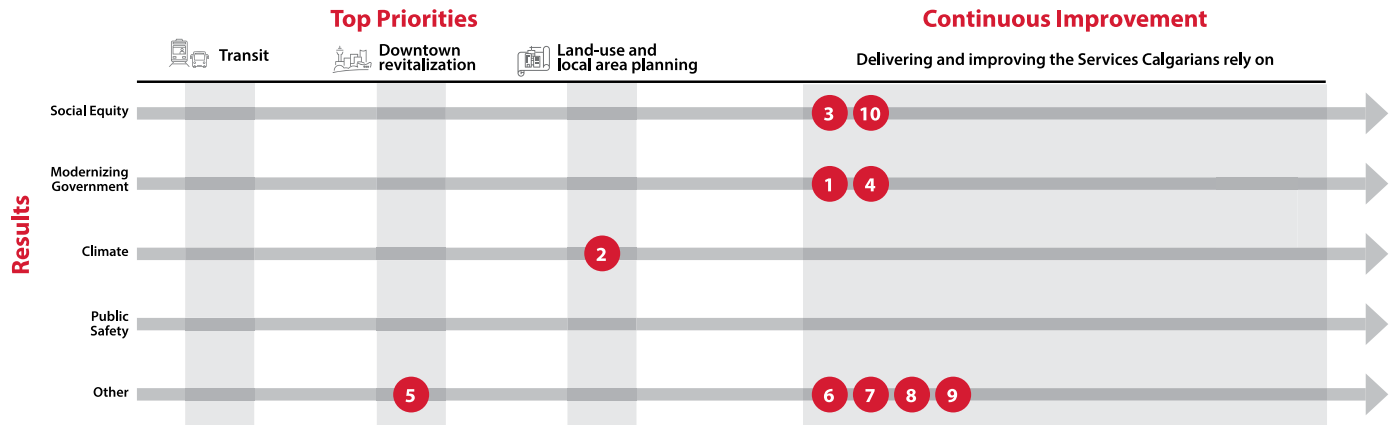 Top Priorities
Continuous Improvement
Transit
Downtown
revitalization
Land-use and
local area planning
Delivering and improving the Services Calgarians rely on
Results
Social Equity
3 10
Modernizing
Government
1 4
Climate
2
Public
Safety
Other
5 6 7 8 9